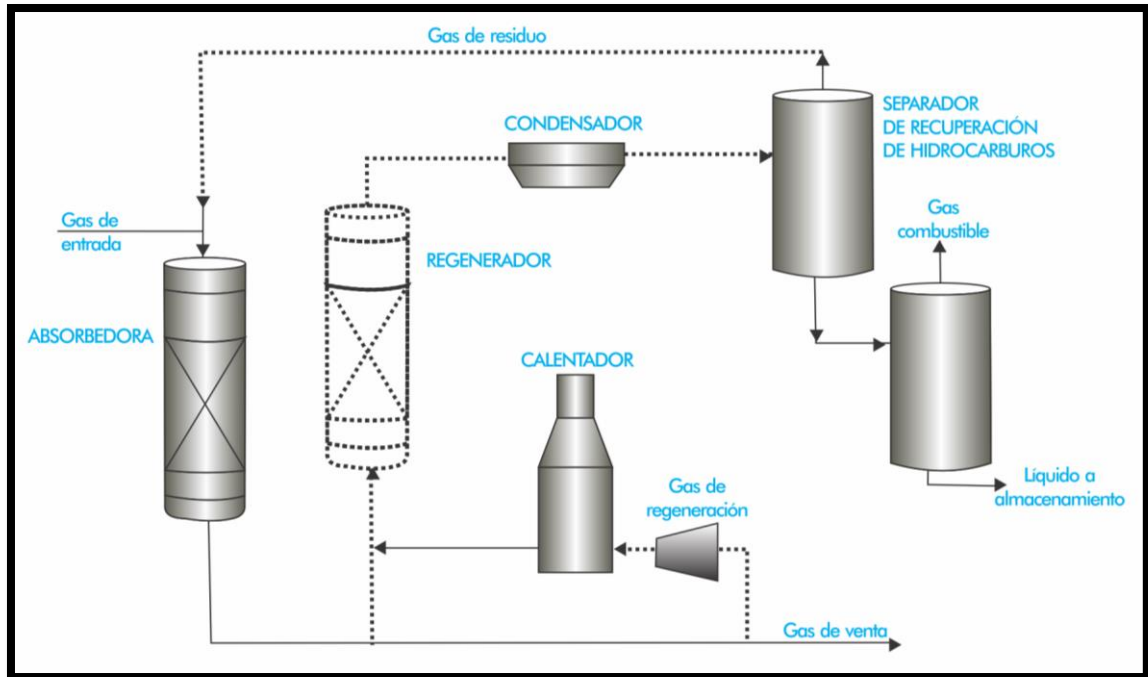 Gas de residuo
CONDENSADOR
SEPARADOR
DE RECUPERACIÓN
DE HIDROCARBUROS
Gas de
entrada
Gas
combustible
REGENERADOR
ABSORBEDORA
CALENTADOR
Gas de
regeneración
Líquido a
almacenamiento
Gas de venta